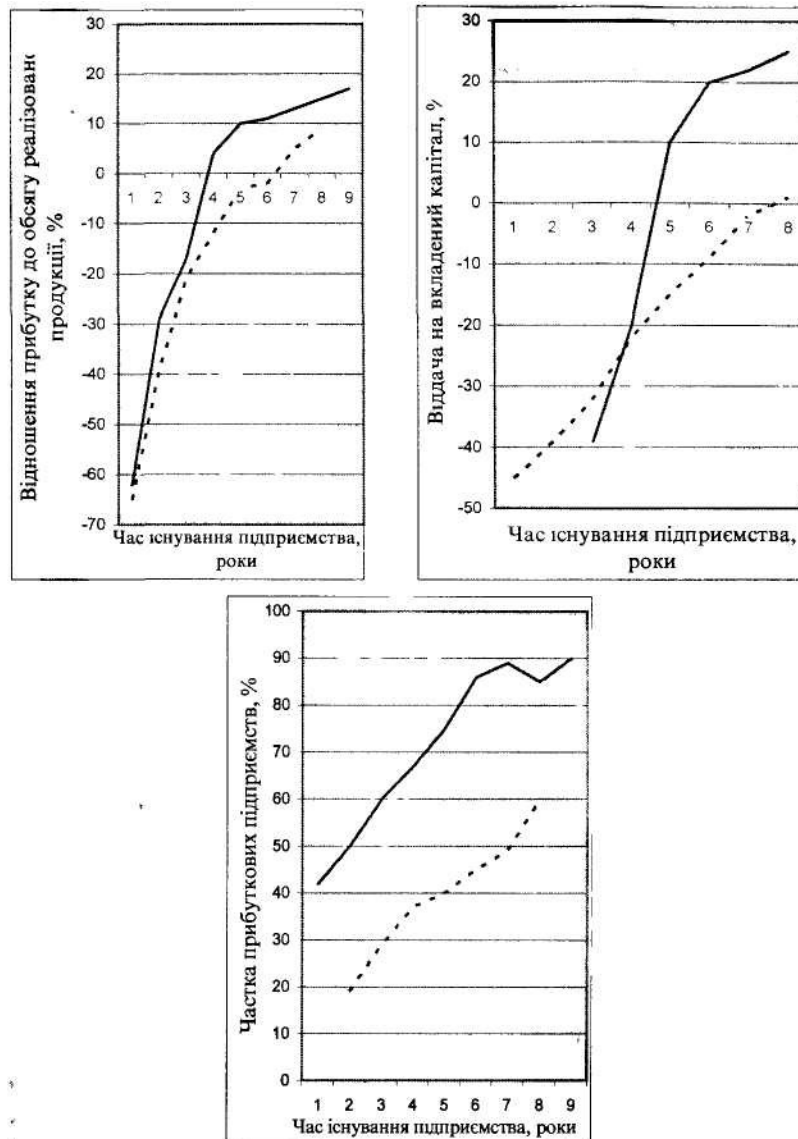 Відношення прибутку до обсягу реалізовано
продукції, %
30
20
10
0
-10
-20
-30
-40
-50
-60
-70
1 2 3 4 5 6 7 8 9
Час існування підприємства,
роки
Віддача на вкладений капітал, %
30
20
10
0
-10
-20
-30
-40
-50
1 2 3 4 5 6 7 8
Час існування підприємства,
роки
Частка прибуткових підприємств, %
100
90
80
70
60
50
40
30
20
10
0
1 2 3 4 5 6 7 8 9
Час існування підприємства, роки